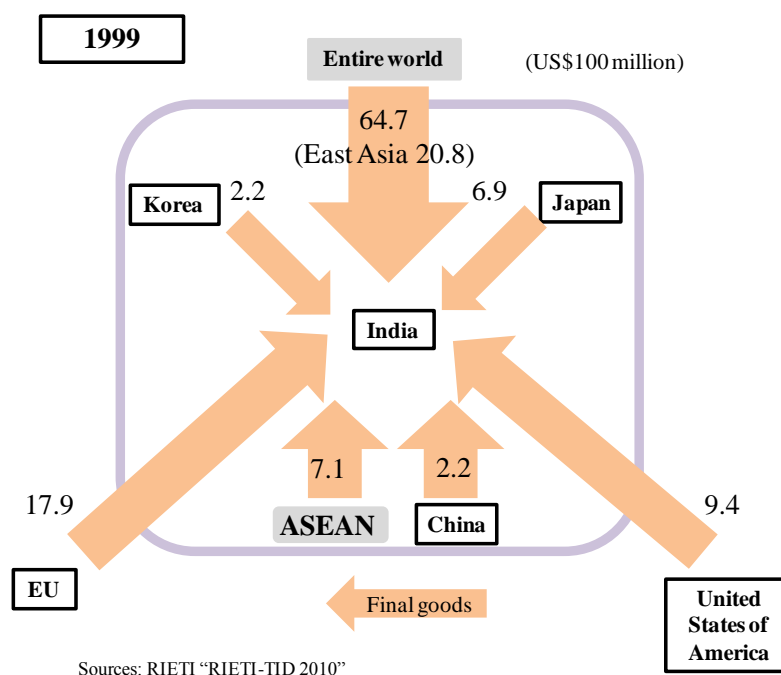 1999
Entire world
(US$100 million)
64.7
(East Asia 20.8)
Korea
2.2
6.9
Japan
India
17.9
7.1
2.2
9.4
ASEAN
China
EU
Final goods
United
States of
America
Sources: RIETI “RIETI-TID 2010”